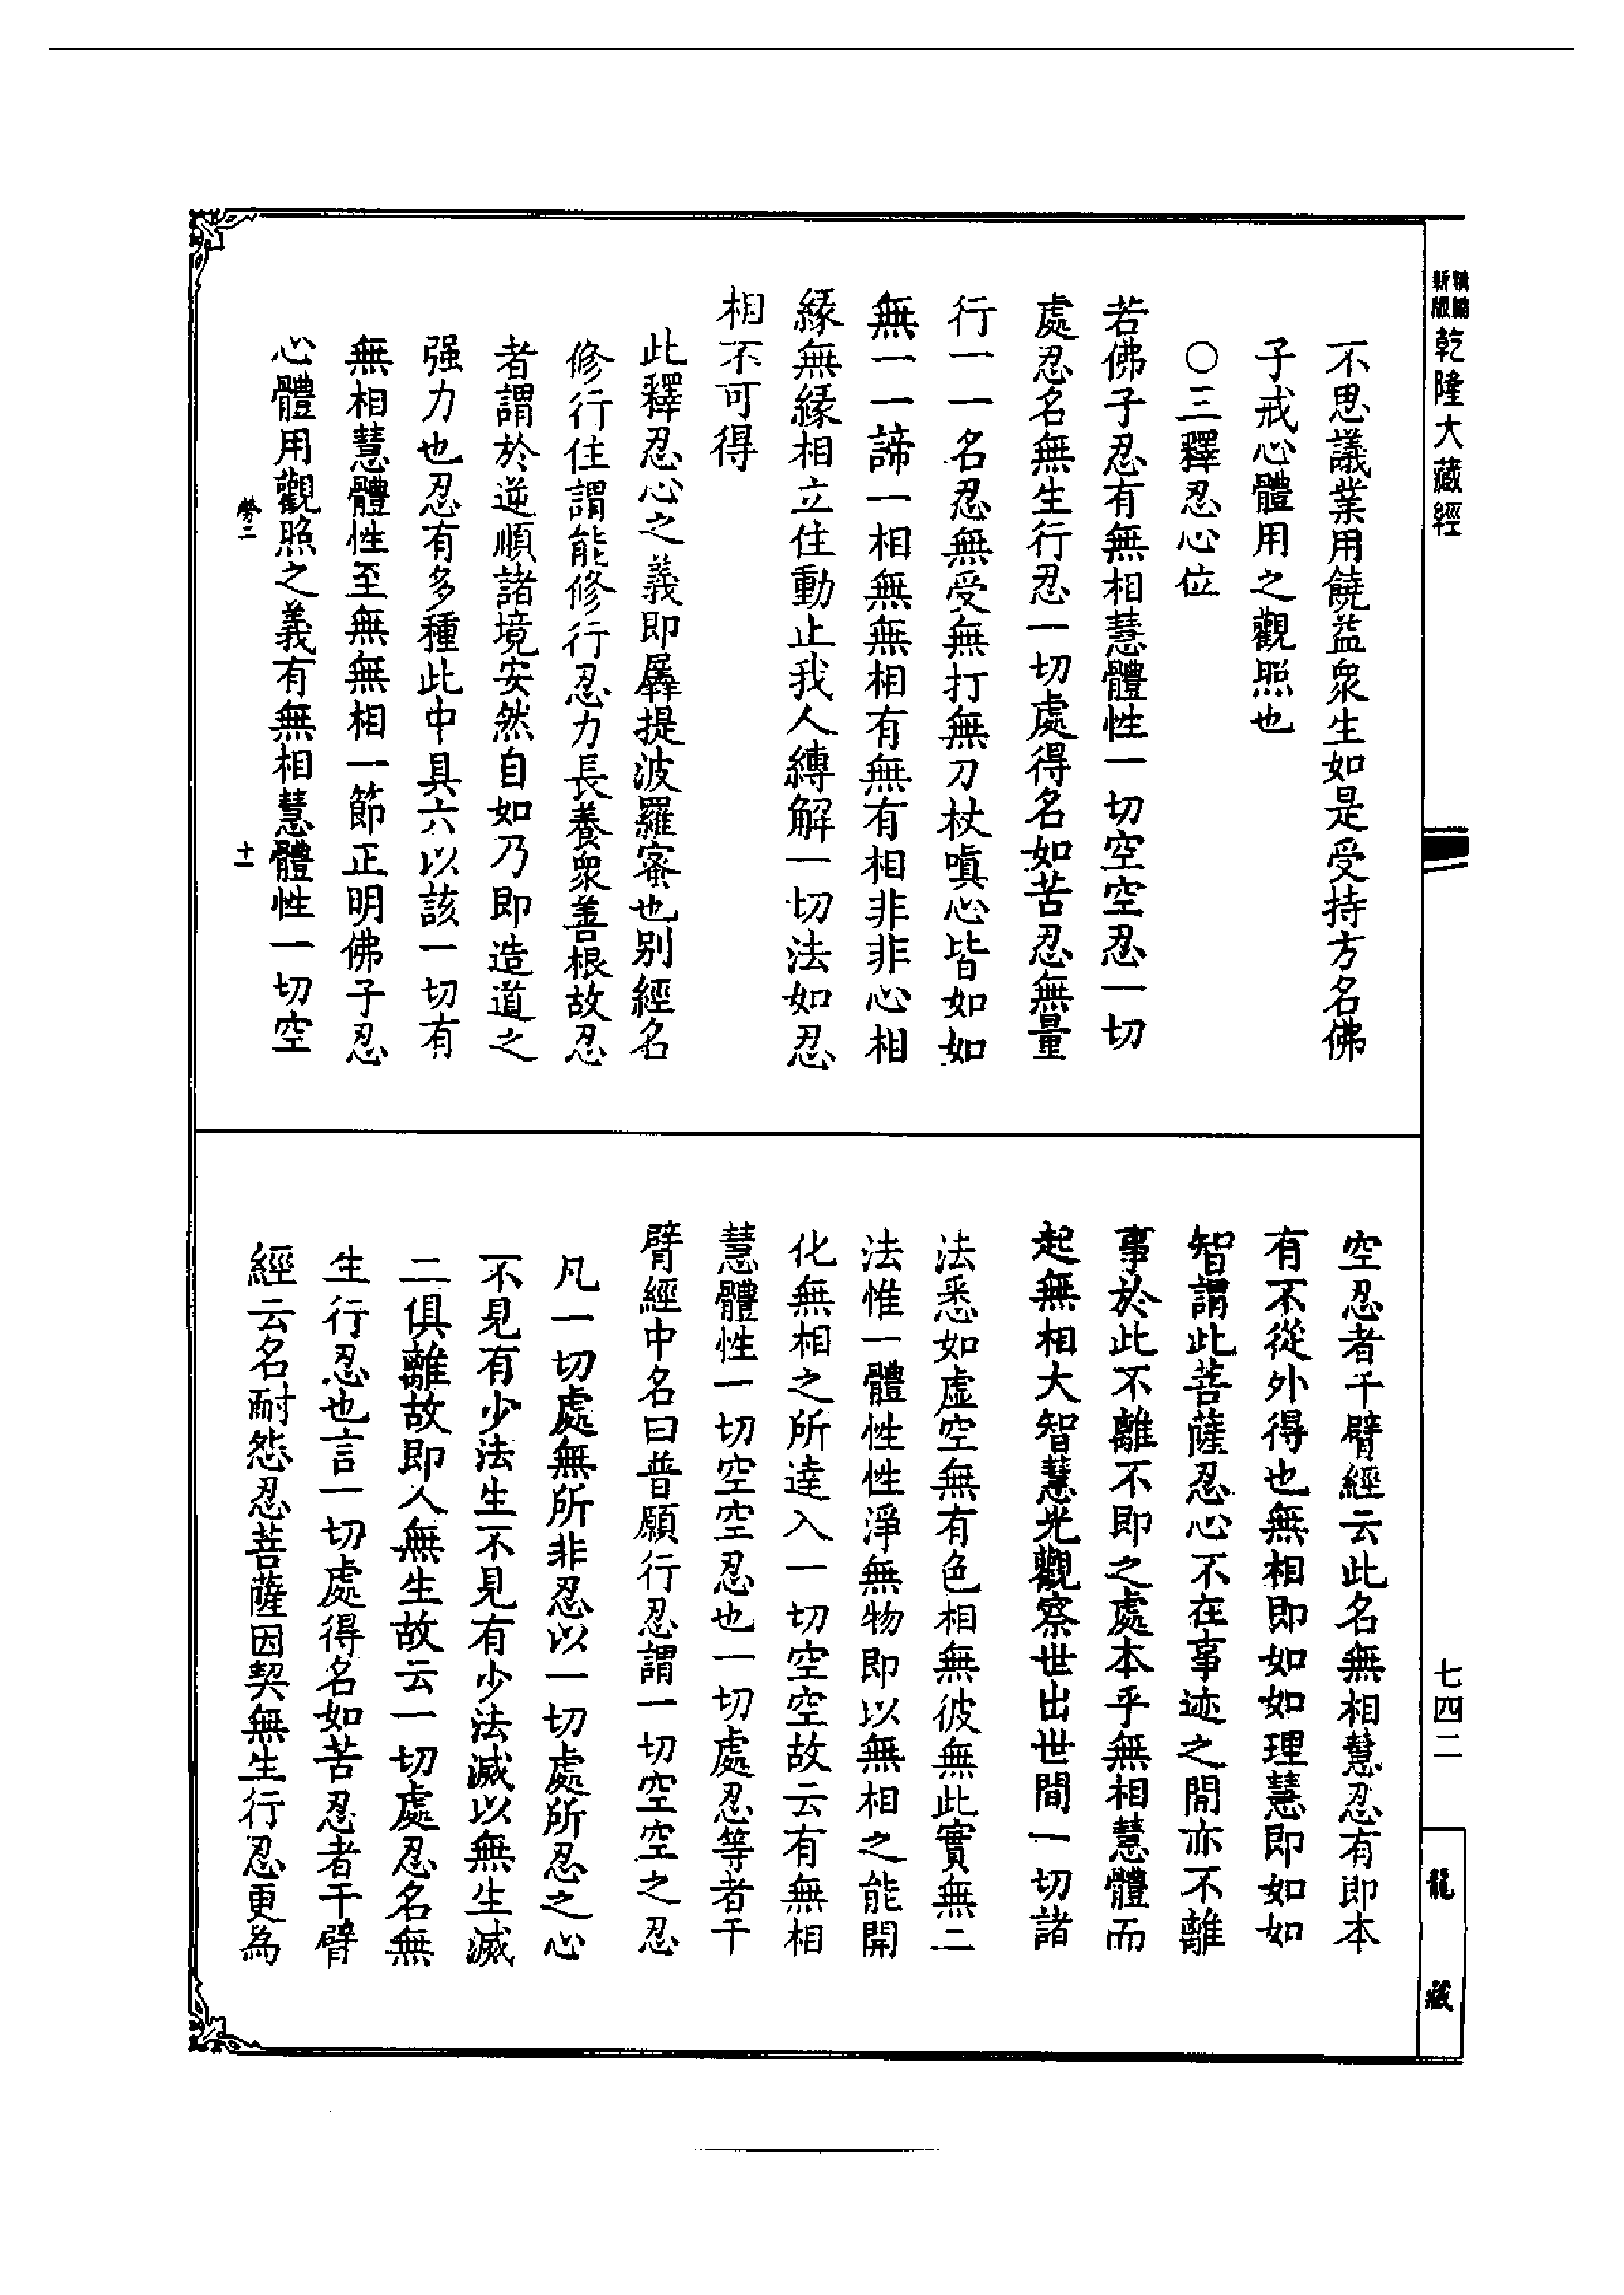 新版精縮
乾隆大藏經
七四二
龍藏
不思議業用饒益衆生如是受持方名佛
子戒心體用之觀照也
○三釋忍心位
若佛子忍有無相慧體性一切空空忍一切
處忍名無生行忍一切處得名如苦忍無量
行一一名忍無受無打無刀杖嗔心皆如如
無一一諦一相無無相有無有相非非心相
緣無緣相立住動止我人縛解一切法如忍
相不可得
此釋忍心之義即羼提波羅蜜也別經名
修行住謂能修行忍力長養衆善根故忍
者謂於逆順諸境安然自如乃即造道之
强力也忍有多種此中具六以該一切有
無相慧體性至無無相一節正明佛子忍
心體用觀照之義有無相慧體性一切空
勞二
十一
空忍者千臂經云此名無相慧忍有即本
有不從外得也無相即如如理慧即如如
智謂此菩薩忍心不在事迹之間亦不離
事於此不離不即之處本乎無相慧體而
起無相大智慧光觀察世出世間一切諸
法悉如虛空無有色相無彼無此實無二
法惟一體性性淨無物即以無相之能開
化無相之所達入一切空空故云有無相
慧體性一切空空忍也一切處忍等者千
臂經中名曰普願行忍謂一切空空之忍
凡一切處無所非忍以一切處所忍之心
不見有少法生不見有少法滅以無生滅
二俱離故即入無生故云一切處忍名無
生行忍也言一切處得名如苦忍者千臂
經云名耐怨忍菩薩因契無生行忍更為